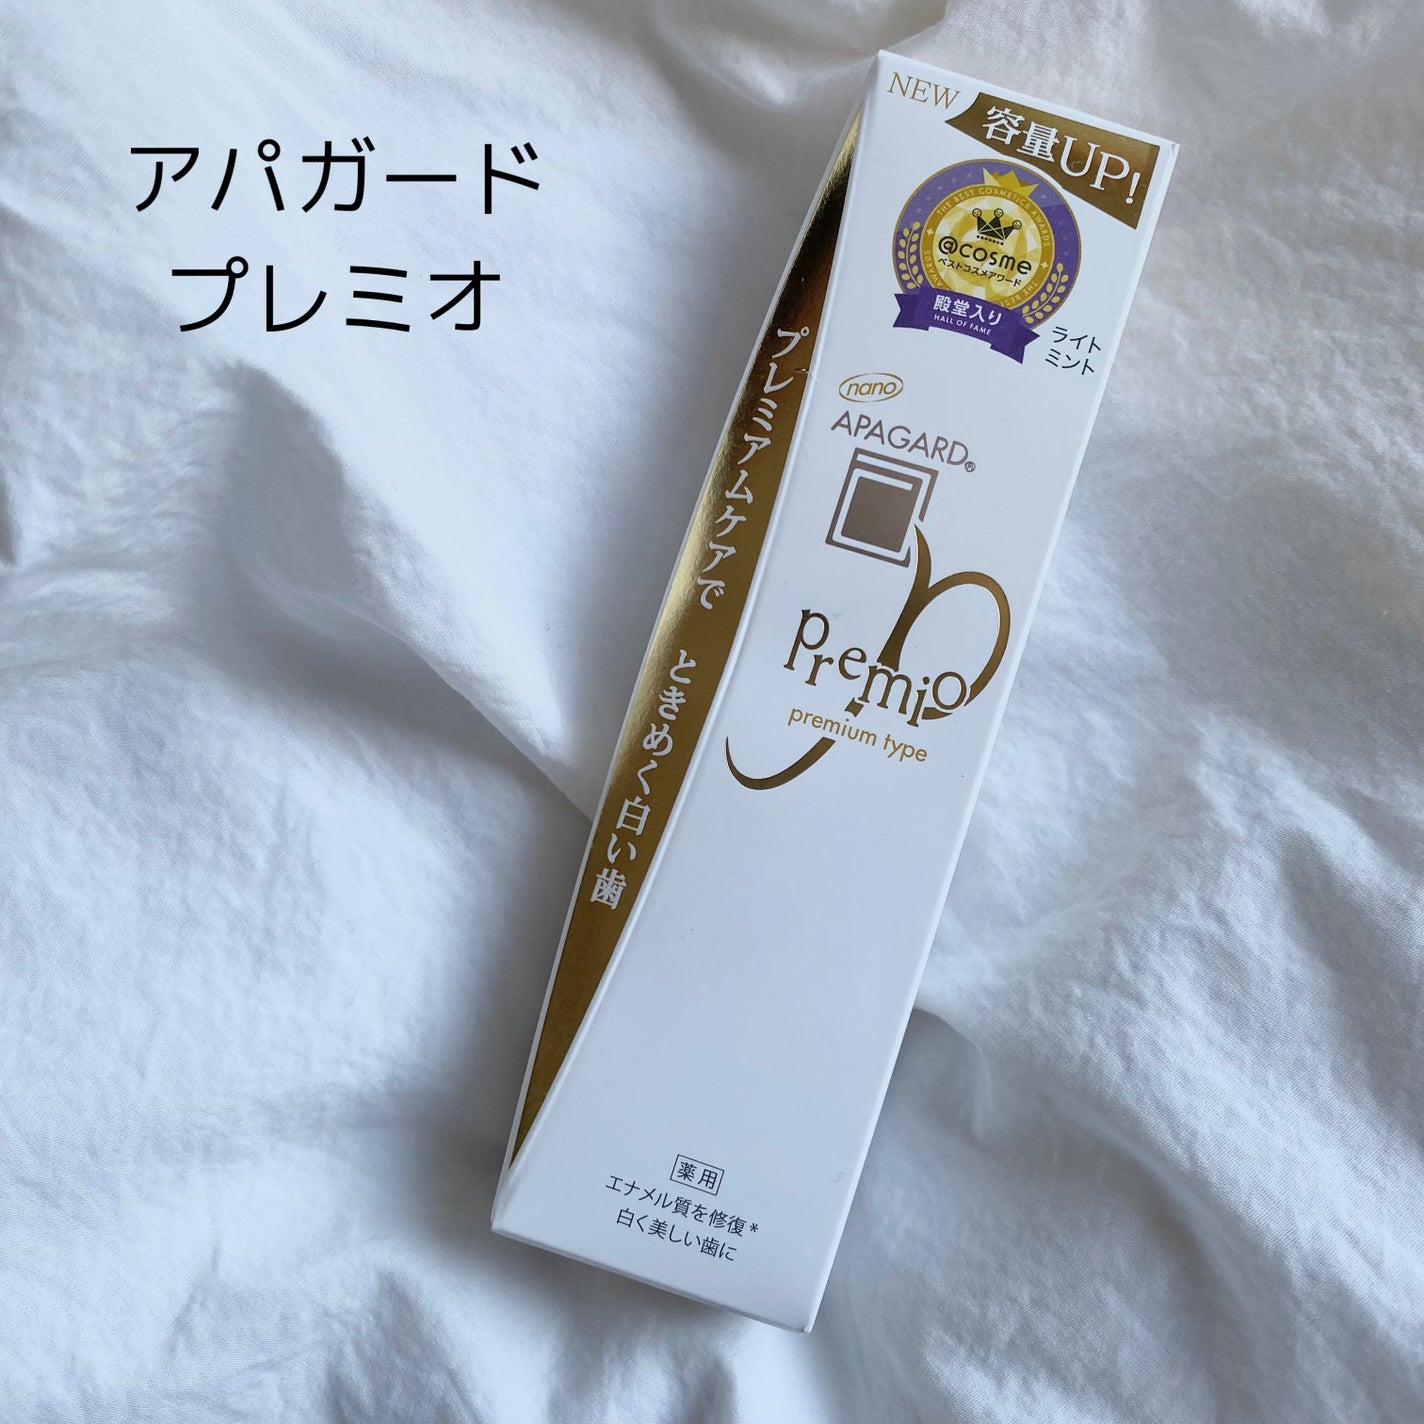 アパガード
プレミオ
NEW
容量UP!
THE BEST COSMETICS AWARDS
@cosme
ベストコスメアワード
殿堂入り
HALL OF FAME
ライト
ミント
nano
APAGARD®
p
premio
premium type
プレミアムケアで ときめく白い歯
薬用
エナメル質を修復*
白く美しい歯に